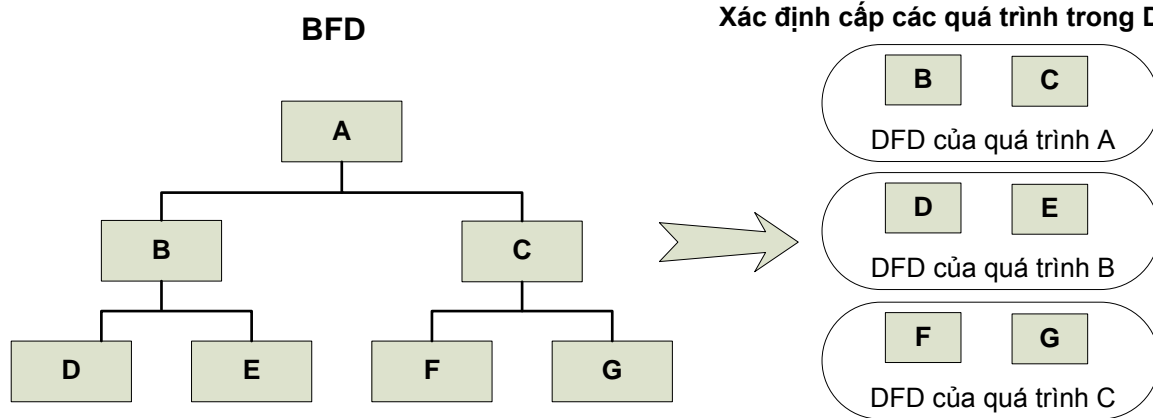 Xác định cấp các quá trình trong D
BFD
A
B
C
D
E
F
G
B
C
DFD của quá trình A
D
E
DFD của quá trình B
F
G
DFD của quá trình C